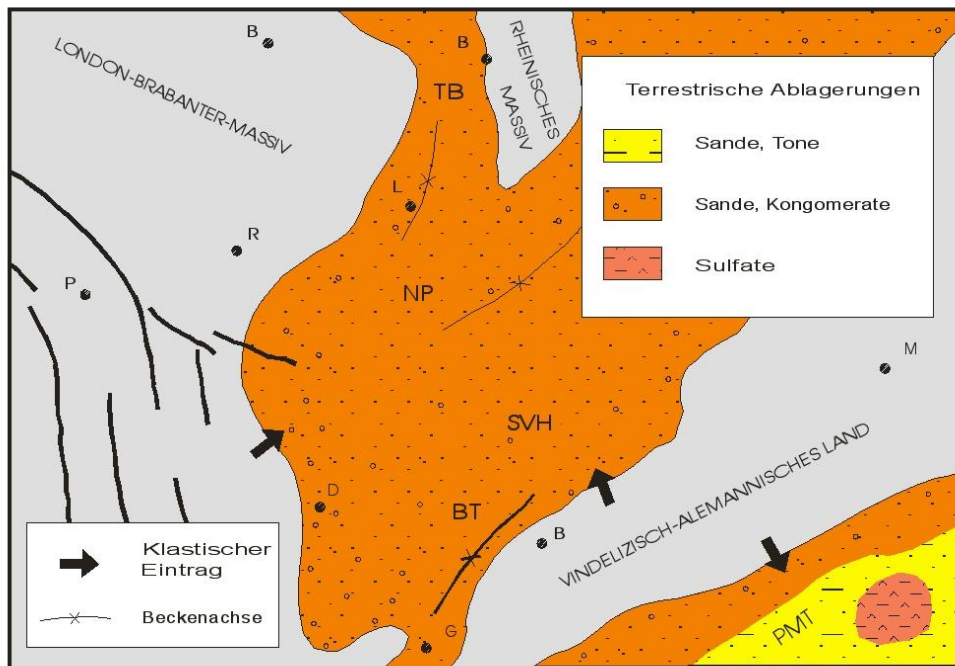 LONDON-BRABANTER-MASSIV
B
B
RHEINISCHES
MASSIV
TB
L
R
P
NP
M
SVH
D
BT
B
VINDELIZISCH-ALEMANNISCHES LAND
G
PMT
Terrestrische Ablagerungen
Sande, Tone
Sande, Kongomerate
Sulfate
Klastischer
Eintrag
Beckenachse